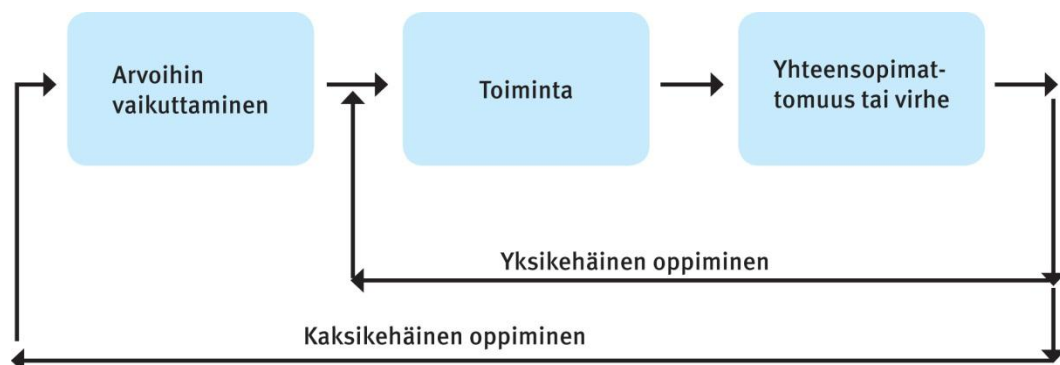 Arvoihin
vaikuttaminen
Toiminta
Yhteensopimat-
tomuus tai virhe
Yksikehäinen oppiminen
Kaksikehäinen oppiminen